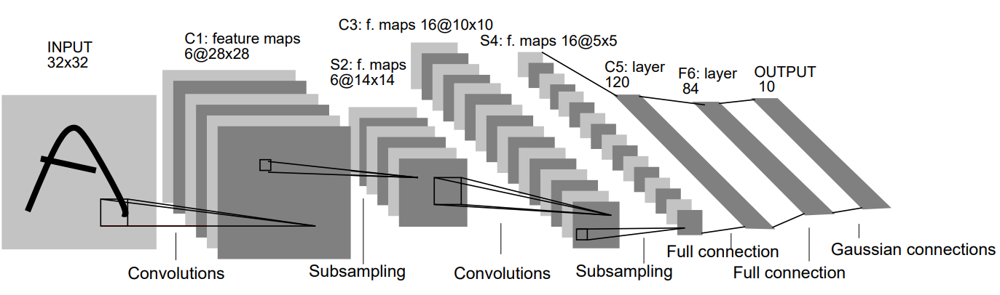 INPUT
32x32
C1: feature maps
6@28x28
S2: f. maps
6@14x14
C3: f. maps 16@10x10
S4: f. maps 16@5x5
C5: layer
120
F6: layer
84
OUTPUT
10
Convolutions
Subsampling
Convolutions
Subsampling
Full connection
Full connection
Gaussian connections